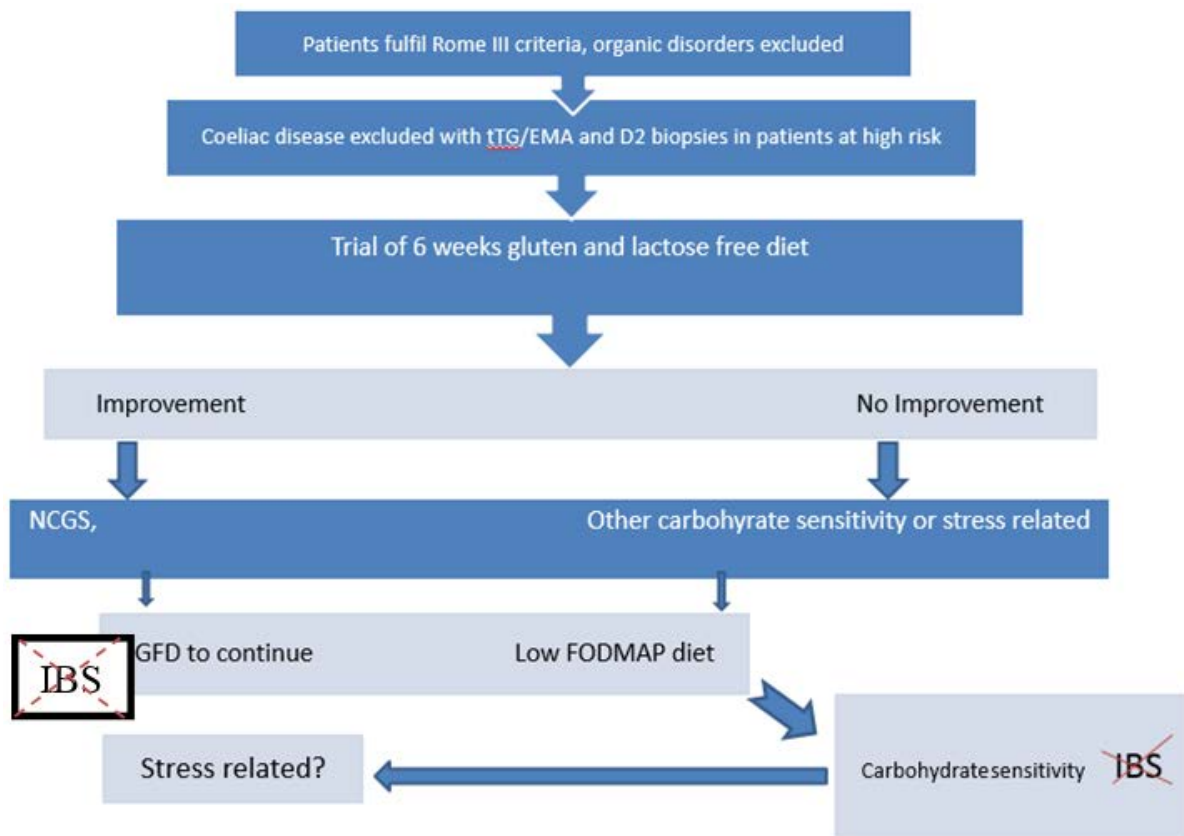 Patients fulfil Rome III criteria, organic disorders excluded
Coeliac disease excluded with tTG/EMA and D2 biopsies in patients at high risk
Trial of 6 weeks gluten and lactose free diet
Improvement
No Improvement
NCGS,
Other carbohyrate sensitivity or stress related
IBS
GFD to continue
Low FODMAP diet
Stress related?
Carbohydratesensitivity
IBS